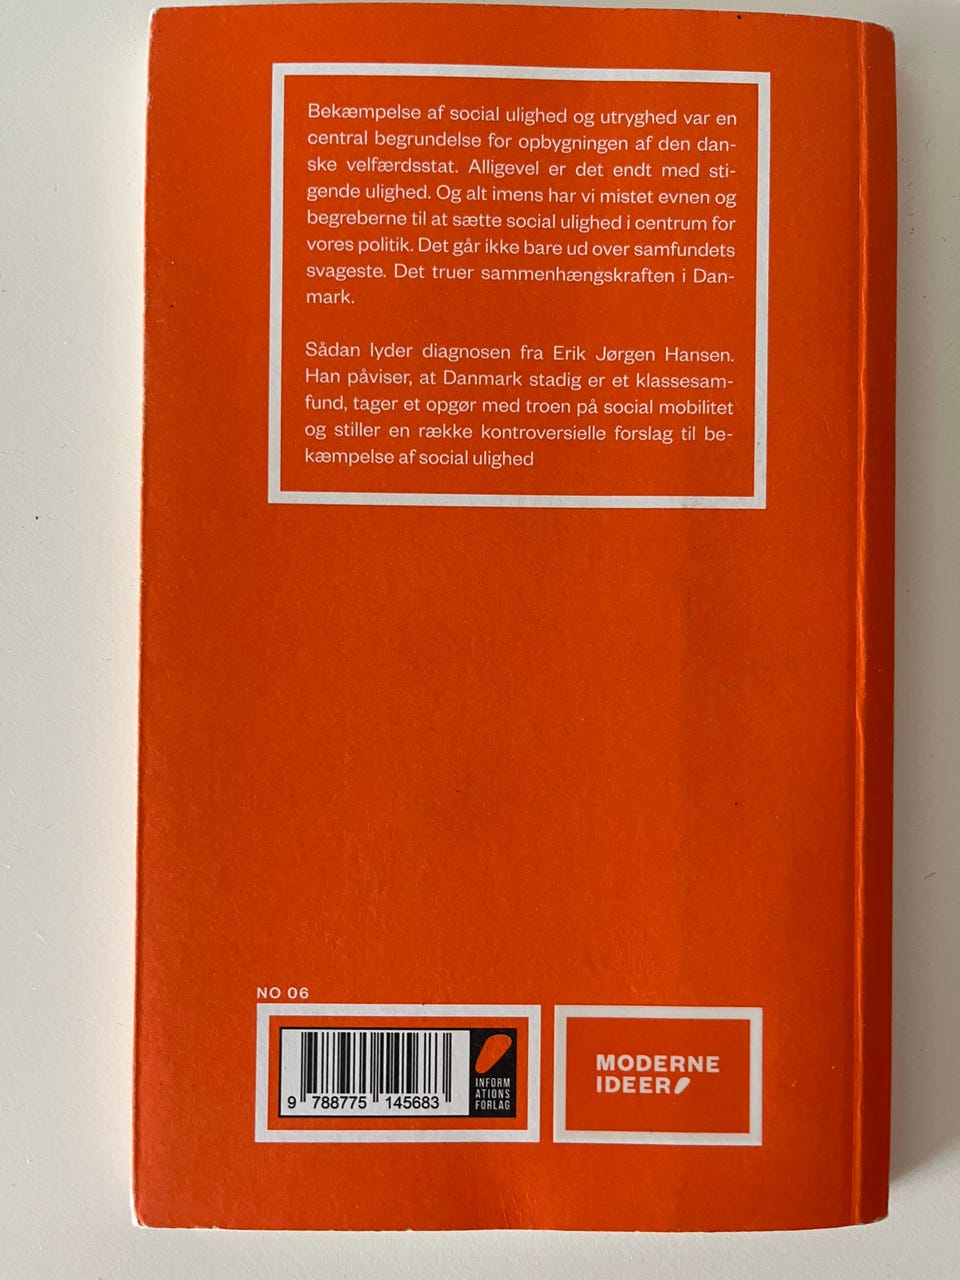 Bekæmpelse af social ulighed og utryghed var en
central begrundelse for opbygningen af den dan-
ske velfærdsstat. Alligevel er det endt med sti-
gende ulighed. Og alt imens har vi mistet evnen og
begreberne til at sætte social ulighed i centrum for
vores politik. Det går ikke bare ud over samfundets
svageste. Det truer sammenhængskraften i Dan-
mark.
Sådan lyder diagnosen fra Erik Jørgen Hansen.
Han påviser, at Danmark stadig er et klassesam-
fund, tager et opgør med troen på social mobilitet
og stiller en række kontroversielle forslag til be-
kæmpelse af social ulighed
NO 06
9 788775 145683
INFORM
ATIONS
FORLAG
MODERNE
IDEER